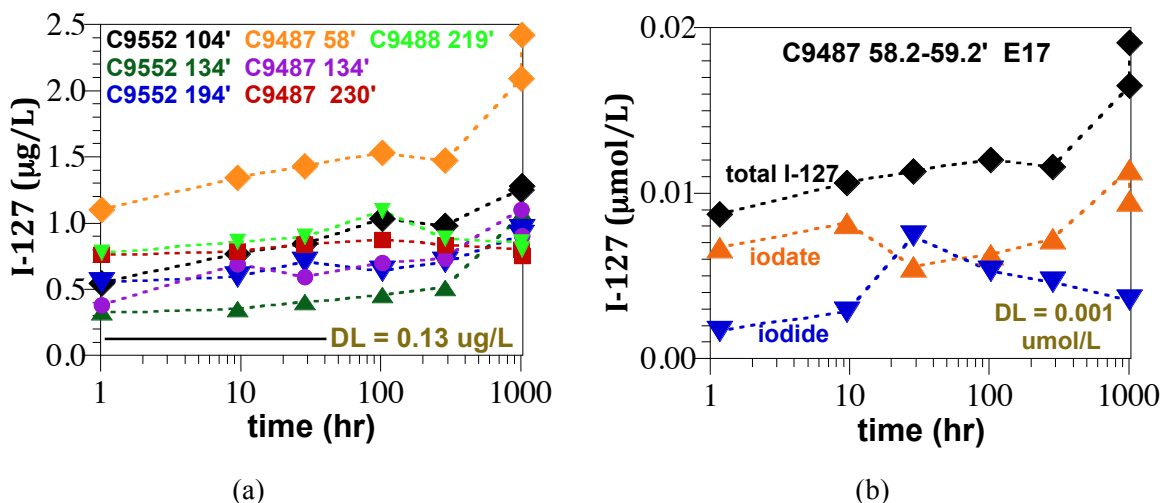 2.5
2.0
1.5
1.0
0.5
0.0
I-127 (µg/L)
C9552 104' C9487 58' C9488 219'
C9552 134' C9487 134'
C9552 194' C9487 230'
DL = 0.13 ug/L
1 10 100 1000
time (hr)
(a)
0.02
0.01
0.00
I-127 (µmol/L)
C9487 58.2-59.2' E17
total I-127
iodate
iodide
DL = 0.001
umol/L
1 10 100 1000
time (hr)
(b)